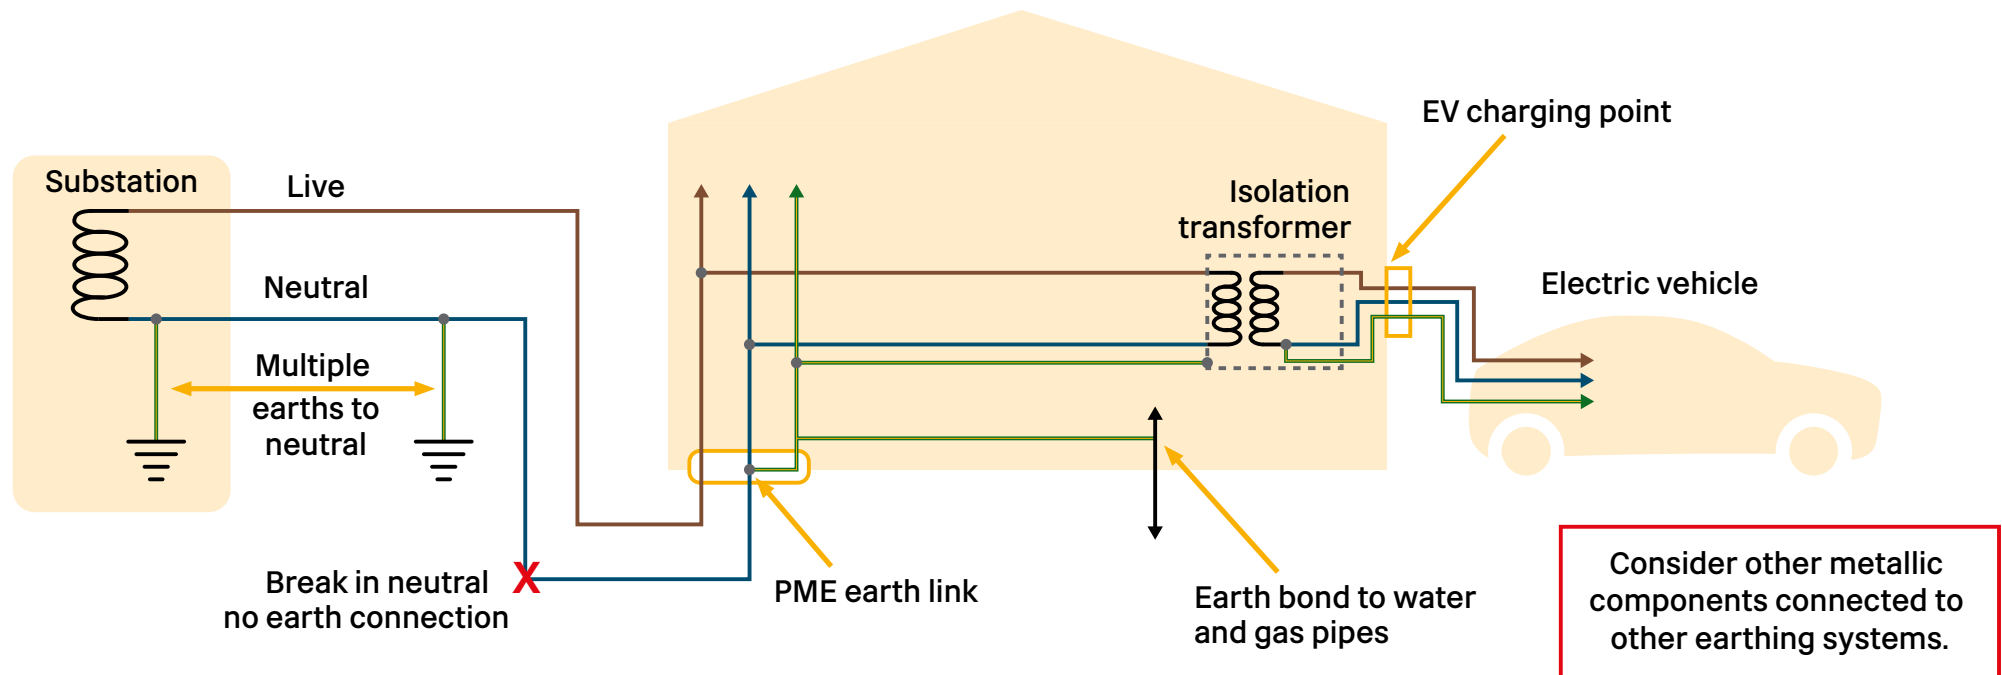 Substation
Live
Neutral
Multiple
earths to
neutral
Break in neutral
no earth connection
PME earth link
Isolation
transformer
EV charging point
Electric vehicle
Earth bond to water
and gas pipes
Consider other metallic
components connected to
other earthing systems.
X